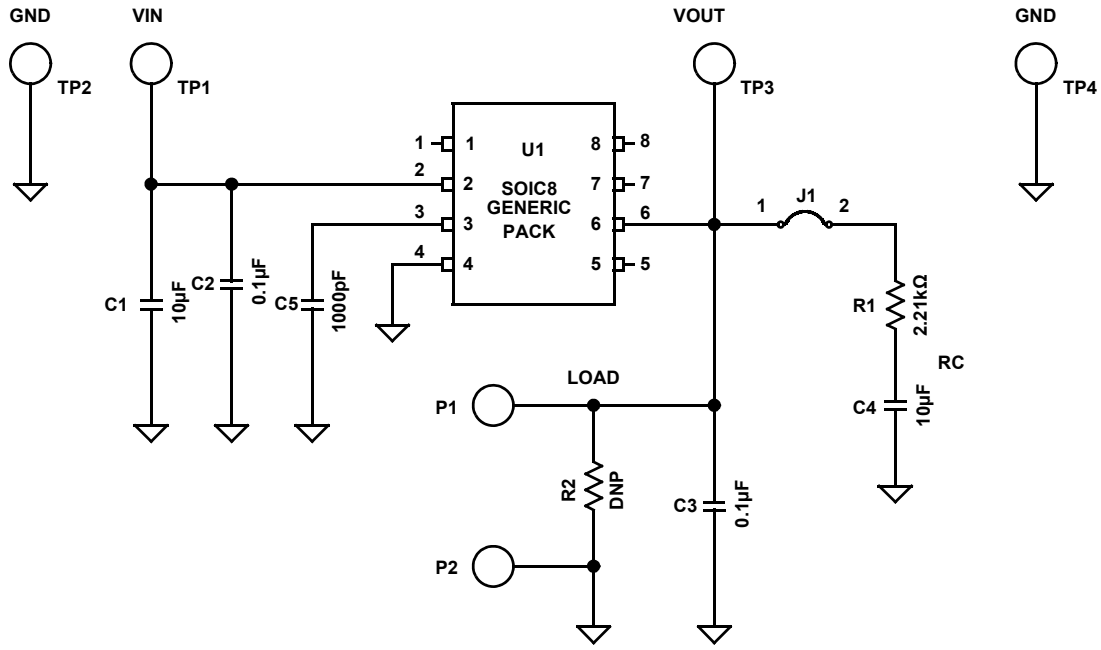 GND
VIN
VOUT
GND
TP2
TP1
TP3
TP4
1
1
U1
8
8
2
2
SOIC8
GENERIC
PACK
7
7
3
3
6
6
4
4
5
5
1
J1
2
C1
10µF
C2
0.1µF
C5
1000pF
R1
2.21kΩ
RC
C4
10µF
LOAD
P1
R2
DNP
C3
0.1µF
P2